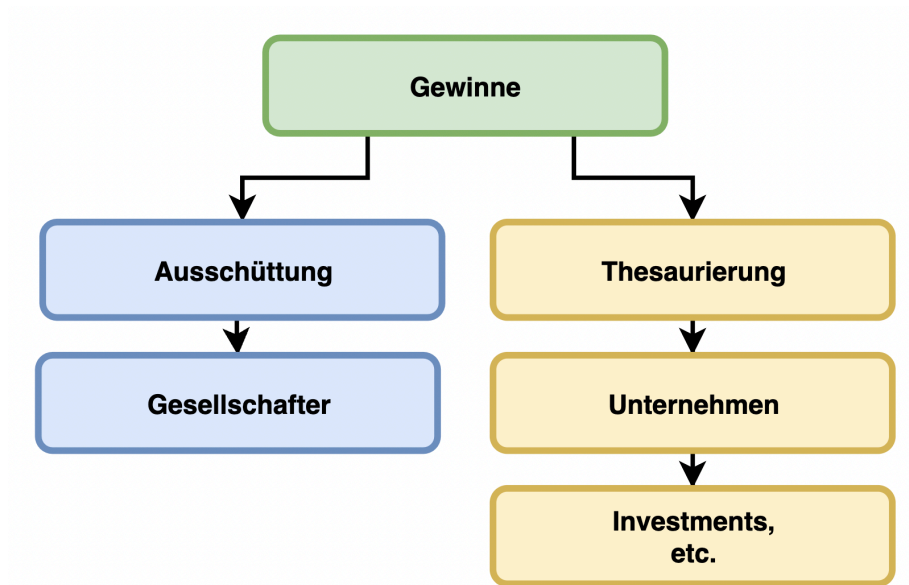 Gewinne
Ausschüttung
Thesaurierung
Gesellschafter
Unternehmen
Investments,
etc.